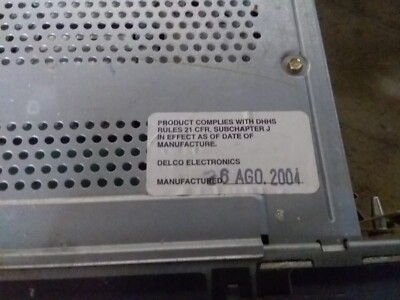 PRODUCT COMPLIES WITH DHHS
RULES 21 CFR, SUBCHAPTER J
IN EFFECT AS OF DATE OF
MANUFACTURE.
DELCO ELECTRONICS
MANUFACTURED 26 AGO. 2004